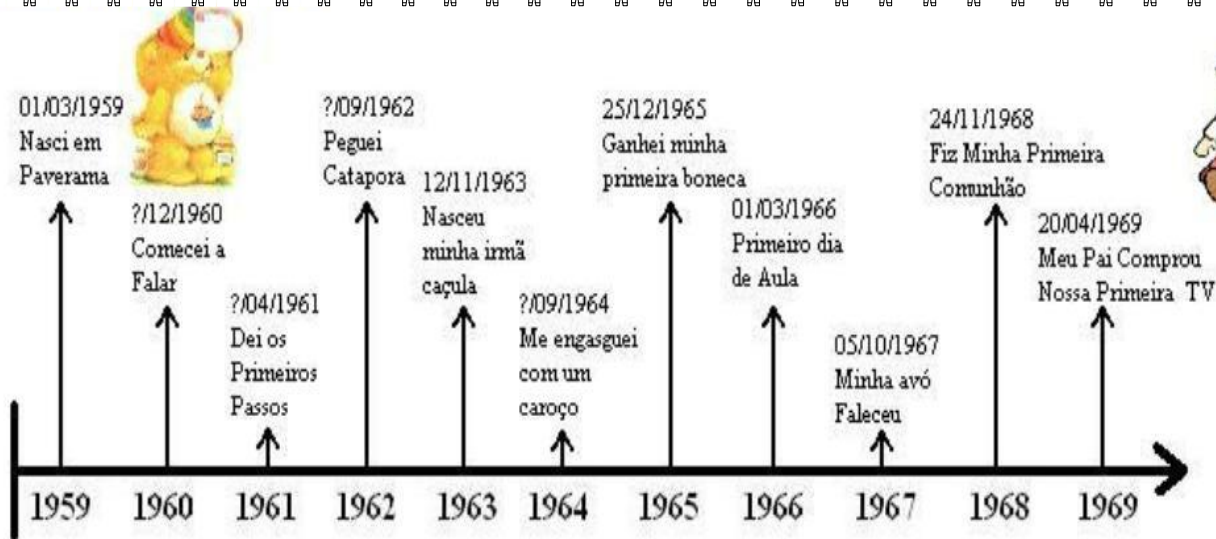 01/03/1959
Nasci em
Paverama
?/12/1960
Comecei a
Falar
?/04/1961
Dei os
Primeiros
Passos
?/09/1962
Peguei
Catapora
12/11/1963
Nasceu
minha irmã
caçula
?/09/1964
Me engasguei
com um
caroço
25/12/1965
Ganhei minha
primeira boneca
01/03/1966
Primeiro dia
de Aula
05/10/1967
Minha avó
Faleceu
24/11/1968
Fiz Minha Primeira
Comunhão
20/04/1969
Meu Pai Comprou
Nossa Primeira TV
1959 1960 1961 1962 1963 1964 1965 1966 1967 1968 1969